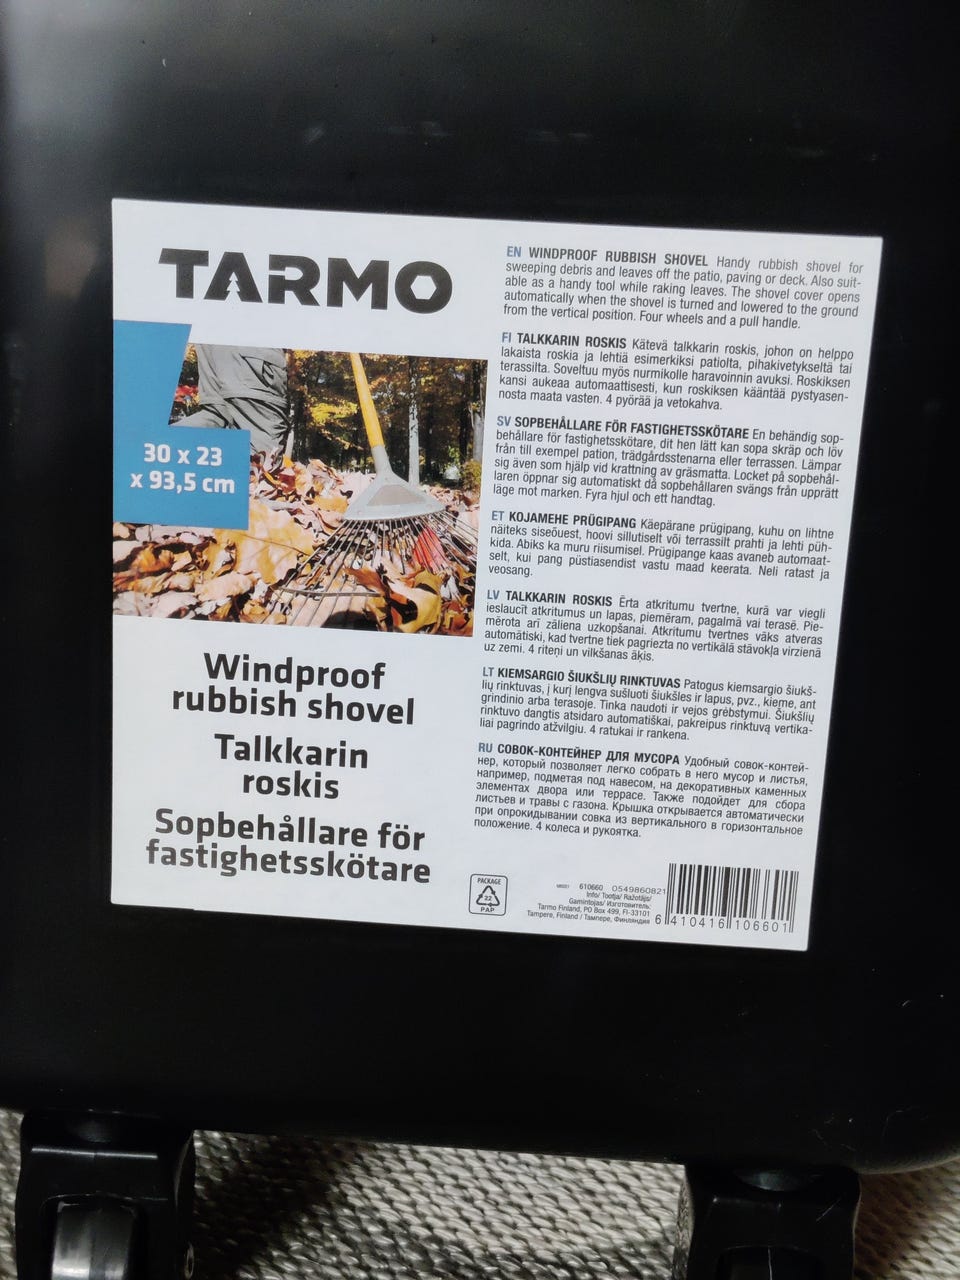 TARMO
30 x 23
x 93,5 cm
Windproof
rubbish shovel
Talkkarin
roskis
Sopbehållare för
fastighetsskötare
EN WINDPROOF RUBBISH SHOVEL Handy rubbish shovel for
sweeping debris and leaves off the patio, paving or deck. Also suit-
able as a handy tool while raking leaves. The shovel cover opens
automatically when the shovel is turned and lowered to the ground
from the vertical position. Four wheels and a pull handle.
FI TALKKARIN ROSKIS Kätevä talkkarin roskis, johon on helppo
lakaista roskia ja lehtiä esimerkiksi patiolta, pihakivetykseltä tai
terassilta. Soveltuu myös nurmikolle haravoinnin avuksi. Roskiksen
kansi aukeaa automaattisesti, kun roskiksen kääntää pystyasen-
nosta maata vasten. 4 pyörää ja vetokahva.
SV SOPBEHÅLLARE FÖR FASTIGHETSSKÖTARE En behändig sop-
behållare för fastighetsskötare, dit hen lätt kan sopa skräp och löv
från till exempel pation, trädgårdsstenarna eller terrassen. Lämpar
sig även som hjälp vid krattning av gräsmatta. Locket på sopbehål-
laren öppnar sig automatiskt då sopbehållaren svängs från upprätt
läge mot marken. Fyra hjul och ett handtag.
ET KOJAMEHE PRÜGIPANG Käepärane prügipang, kuhu on lihtne
näiteks siseõuest, hoovi sillutiselt või terrassilt prahti ja lehti püh-
kida. Abiks ka muru riisumisel. Prügipange kaas avaneb automaat-
selt, kui pang püstiasendist vastu maad keerata. Neli ratast ja
veosang.
LV TALKKARIN ROSKIS Ērta atkritumu tvertne, kurā var viegli
ieslaucīt atkritumus un lapas, piemēram, pagalmā vai terasē. Pie-
mērota arī zāliena uzkopšanai. Atkritumu tvertnes vāks atveras
automātiski, kad tvertne tiek pagriezta no vertikālā stāvokļa virzienā
uz zemi. 4 riteņi un vilkšanas āķis.
LT KIEMSARGIO ŠIUKŠLIŲ RINKTUVAS Patogus kiemsargio šiukš-
lių rinktuvas, į kurį lengva sušluoti šiukšles ir lapus, pvz., kieme, ant
grindinio arba terasoje. Tinka naudoti ir vejos grėbstymui. Šiukšlių
rinktuvo dangtis atsidaro automatiškai, pakreipus rinktuvą vertika-
liai pagrindo atžvilgiu. 4 ratukai ir rankena.
RU СОВОК-КОНТЕЙНЕР ДЛЯ МУСОРА Удобный совок-контей-
нер, который позволяет легко собрать в него мусор и листья,
например, подметая под навесом, на декоративных каменных
элементах двора или террасе. Также подойдет для сбора
листьев и травы с газона. Крышка открывается автоматически
при опрокидывании совка из вертикального в горизонтальное
положение. 4 колеса и рукоятка.
PACKAGE
22
PAP
610660 0549860821
Info/ Tootja/ Ražotājs/
Gamintojas/ Изготовитель:
Tarmo Finland, PO Box 499, FI-33101
Tampere, Finland / Тампере, Финляндия
6 410416 106601